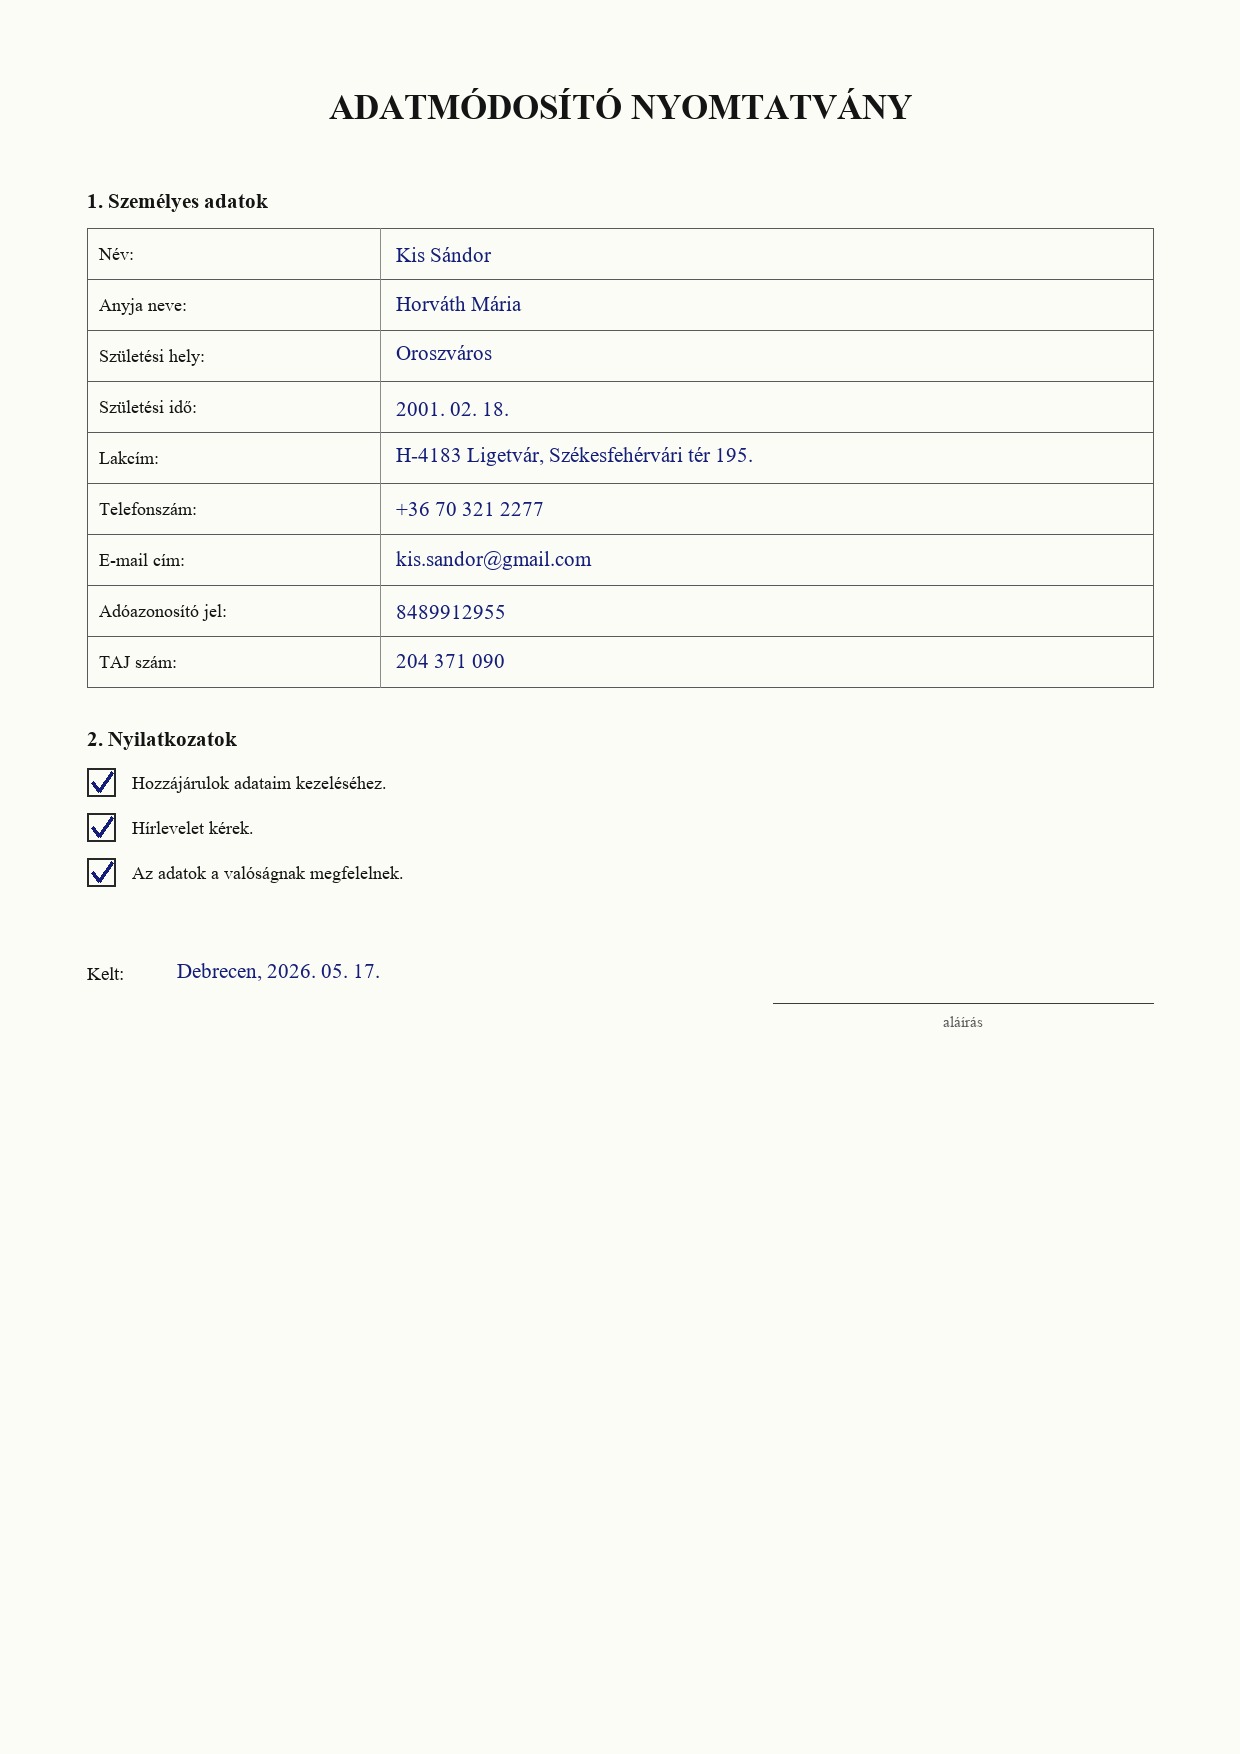 ADATMÓDOSÍTÓ NYOMTATVÁNY
1. Személyes adatok
Név: Kis Sándor
Anyja neve: Horváth Mária
Születési hely: Oroszváros
Születési idő: 2001. 02. 18.
Lakcím: H-4183 Ligetvár, Székesfehérvári tér 195.
Telefonszám: +36 70 321 2277
E-mail cím: kis.sandor@gmail.com
Adóazonosító jel: 8489912955
TAJ szám: 204 371 090
2. Nyilatkozatok
Hozzájárulok adataim kezeléséhez.
Hírlevelet kérek.
Az adatok a valóságnak megfelelnek.
Kelt: Debrecen, 2026. 05. 17.
aláírás